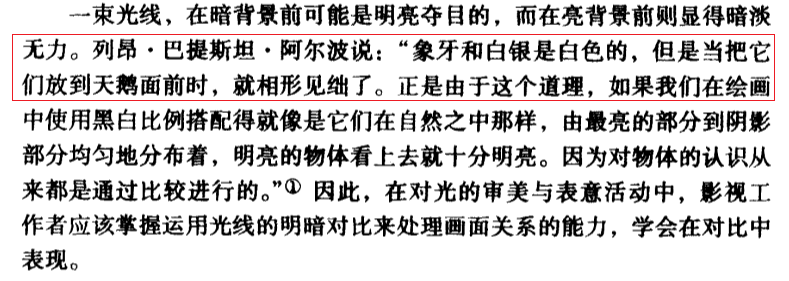 一束光线，在暗背景前可能是明亮夺目的，而在亮背景前则显得暗淡
无力。列昂·巴提斯坦·阿尔波说：“象牙和白银是白色的，但是当把它
们放到天鹅面前时，就相形见绌了。正是由于这个道理，如果我们在绘画
中使用黑白比例搭配得就像是它们在自然之中那样，由最亮的部分到阴影
部分均匀地分布着，明亮的物体看上去就十分明亮。因为对物体的认识从
来都是通过比较进行的。”① 因此，在对光的审美与表意活动中，影视工
作者应该掌握运用光线的明暗对比来处理画面关系的能力，学会在对比中
表现。